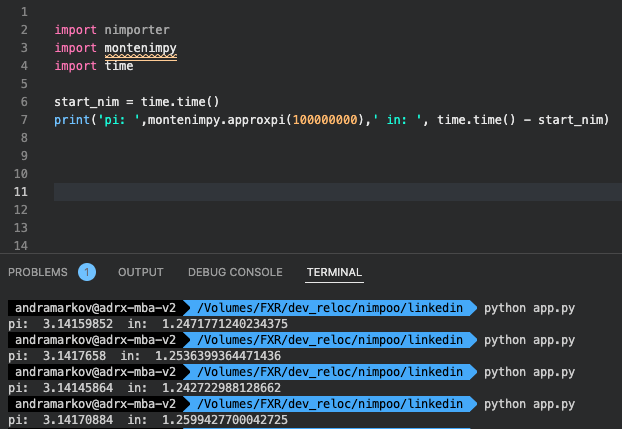 1
2 import nimporter
3 import montenimpy
4 import time
5
6 start_nim = time.time()
7 print('pi: ',montenimpy.approxpi(100000000),' in: ', time.time() - start_nim)
8
9
10
11
12
13
14
PROBLEMS 1 OUTPUT DEBUG CONSOLE TERMINAL
andramarkov@adrx-mba-v2 /Volumes/FXR/dev_reloc/nimpoo/linkedin python app.py
pi:  3.14159852  in:  1.2471771240234375
andramarkov@adrx-mba-v2 /Volumes/FXR/dev_reloc/nimpoo/linkedin python app.py
pi:  3.1417658  in:  1.2536399364471436
andramarkov@adrx-mba-v2 /Volumes/FXR/dev_reloc/nimpoo/linkedin python app.py
pi:  3.14145864  in:  1.242722988128662
andramarkov@adrx-mba-v2 /Volumes/FXR/dev_reloc/nimpoo/linkedin python app.py
pi:  3.14170884  in:  1.2599427700042725